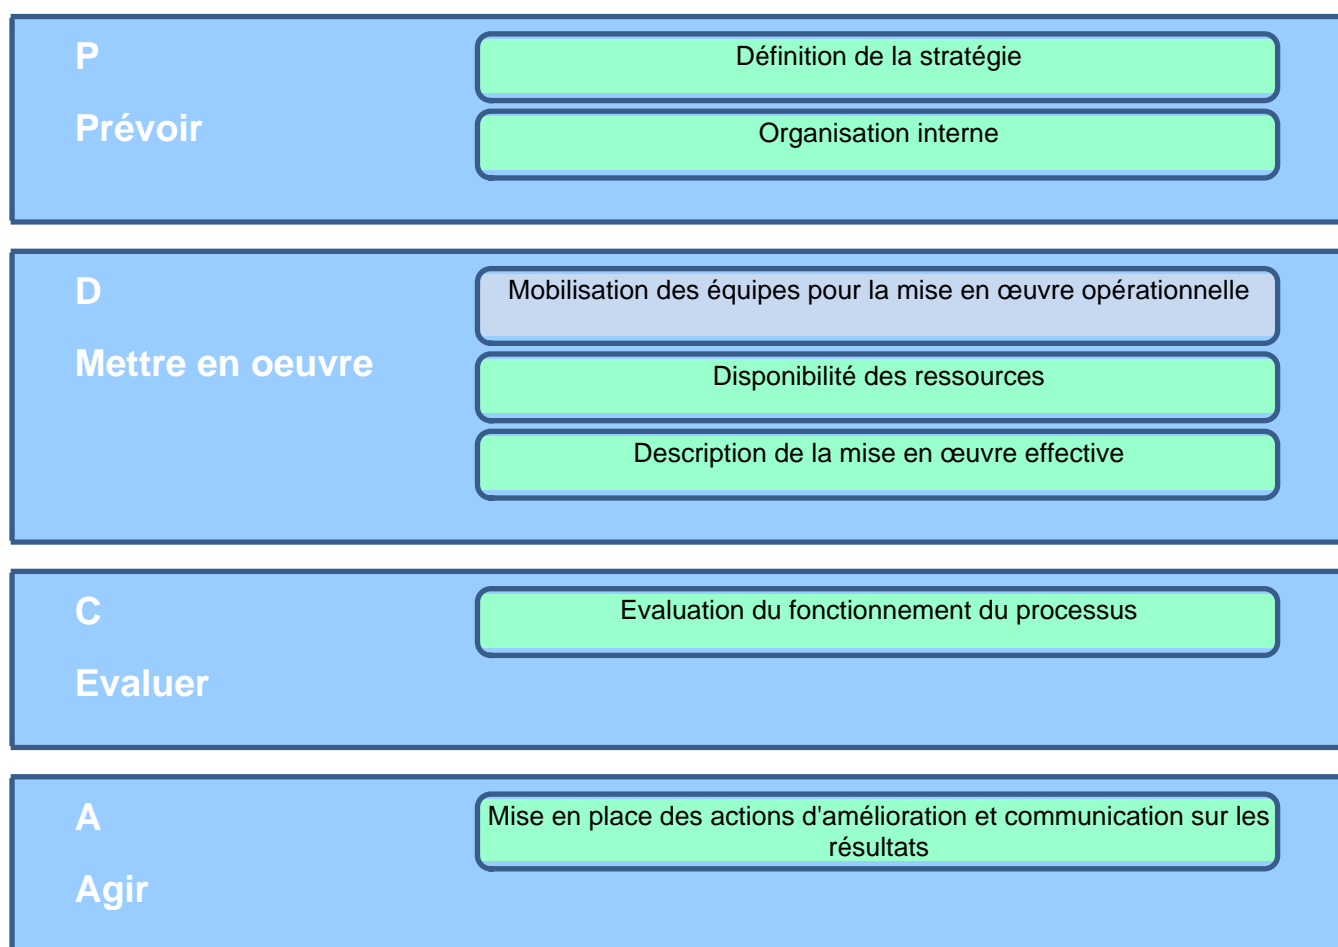 P
Prévoir
Définition de la stratégie
Organisation interne
D
Mettre en oeuvre
Mobilisation des équipes pour la mise en œuvre opérationnelle
Disponibilité des ressources
Description de la mise en œuvre effective
C
Evaluer
Evaluation du fonctionnement du processus
A
Agir
Mise en place des actions d'amélioration et communication sur les
résultats